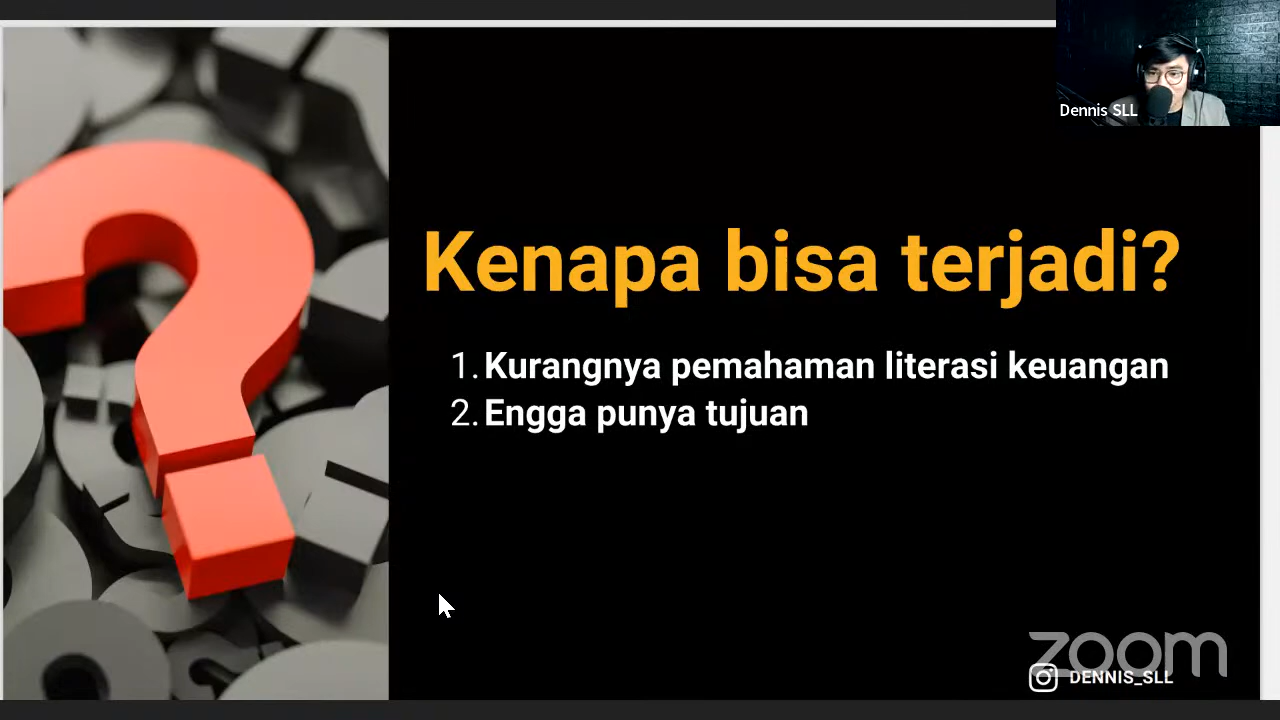 Dennis SLL
Kenapa bisa terjadi?
1. Kurangnya pemahaman literasi keuangan
2. Engga punya tujuan
zoom
DENNIS_SLL